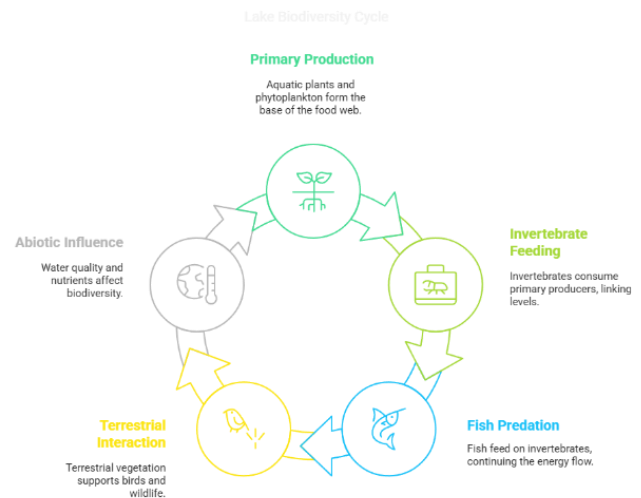 Lake Biodiversity Cycle
Primary Production
Aquatic plants and
phytoplankton form the
base of the food web.
Invertebrate
Feeding
Invertebrates consume
primary producers, linking
levels.
Fish Predation
Fish feed on invertebrates,
continuing the energy flow.
Terrestrial
Interaction
Terrestrial vegetation
supports birds and
wildlife.
Abiotic Influence
Water quality and
nutrients affect
biodiversity.